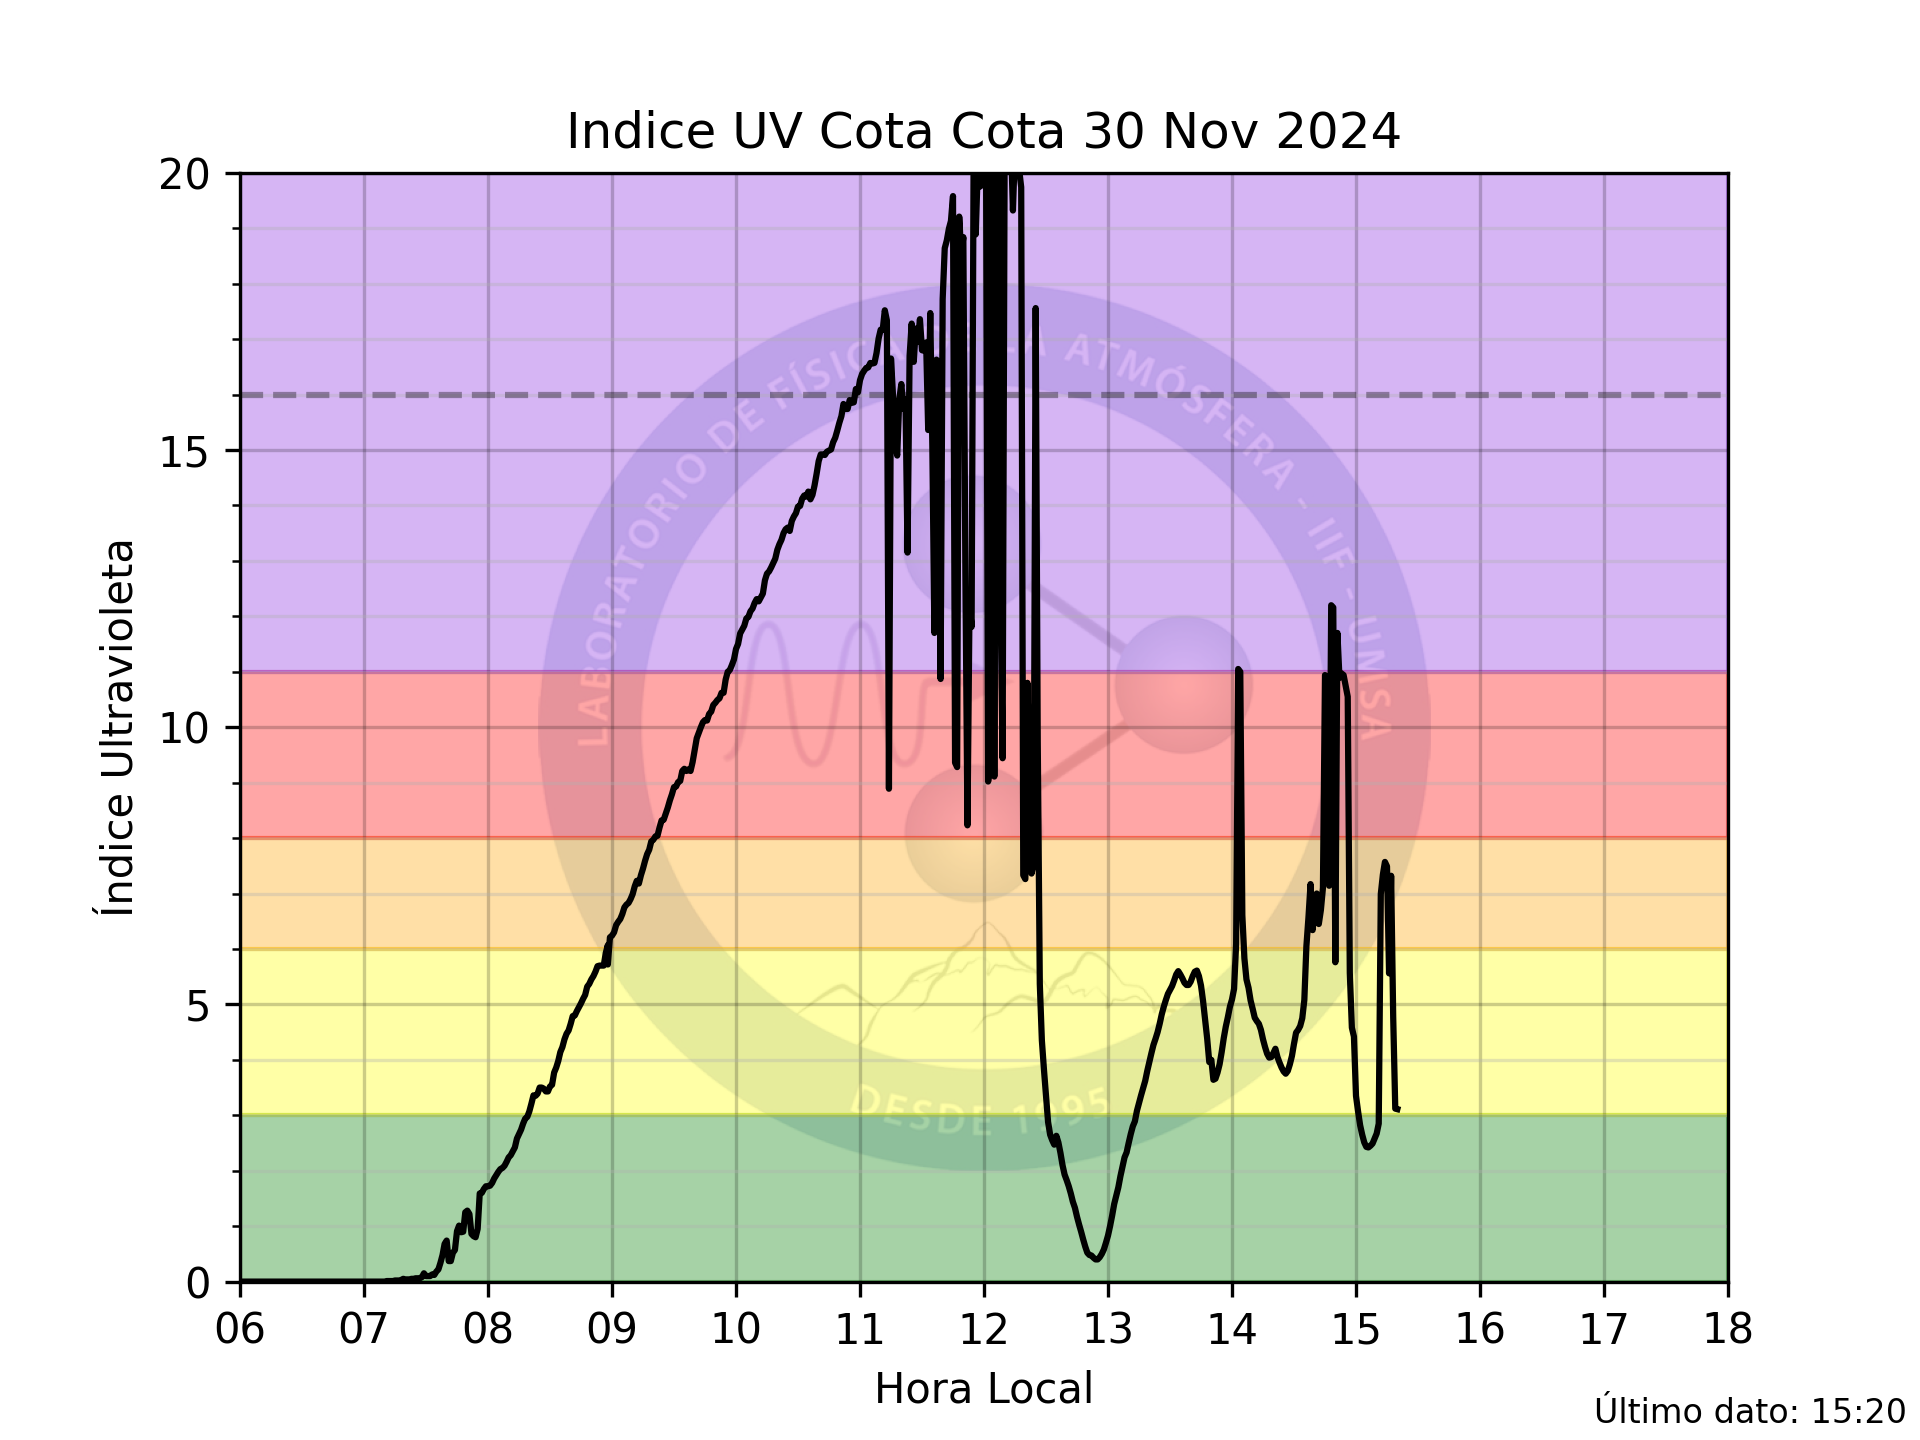 Indice UV Cota Cota 30 Nov 2024
20
15
10
5
0
Índice Ultravioleta
06 07 08 09 10 11 12 13 14 15 16 17 18
Hora Local
LABORATORIO DE FÍSICA DE LA ATMÓSFERA - IIF - UMSA
DESDE 1995
Último dato: 15:20